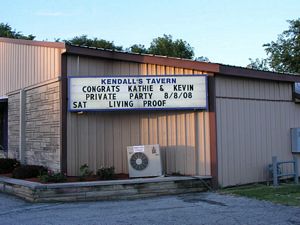 KENDALL'S TAVERN
CONGRATS KATHIE & KEVIN
PRIVATE PARTY 8/8/08
SAT LIVING PROOF